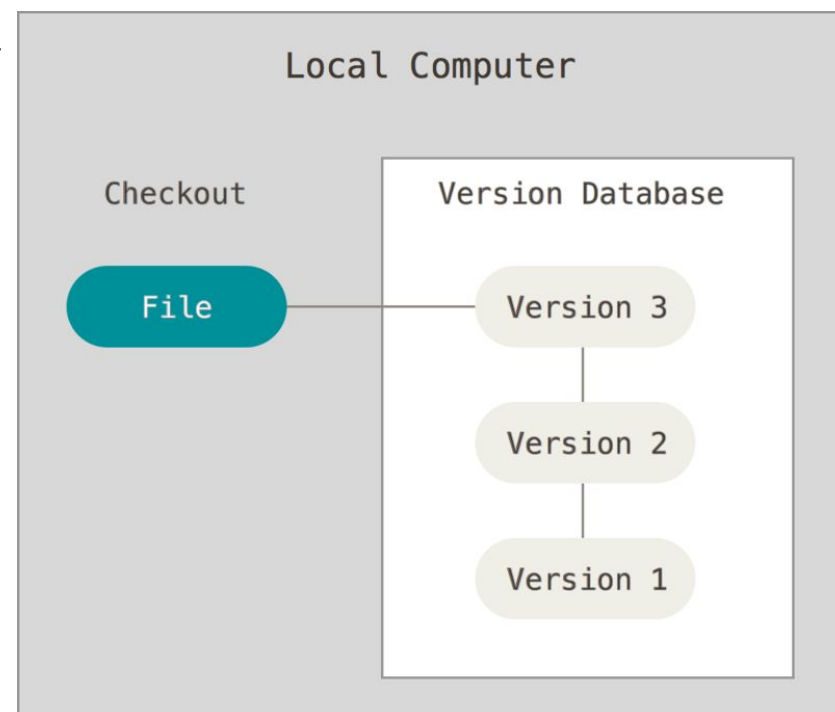 Local Computer
Checkout
Version Database
File
Version 3
Version 2
Version 1